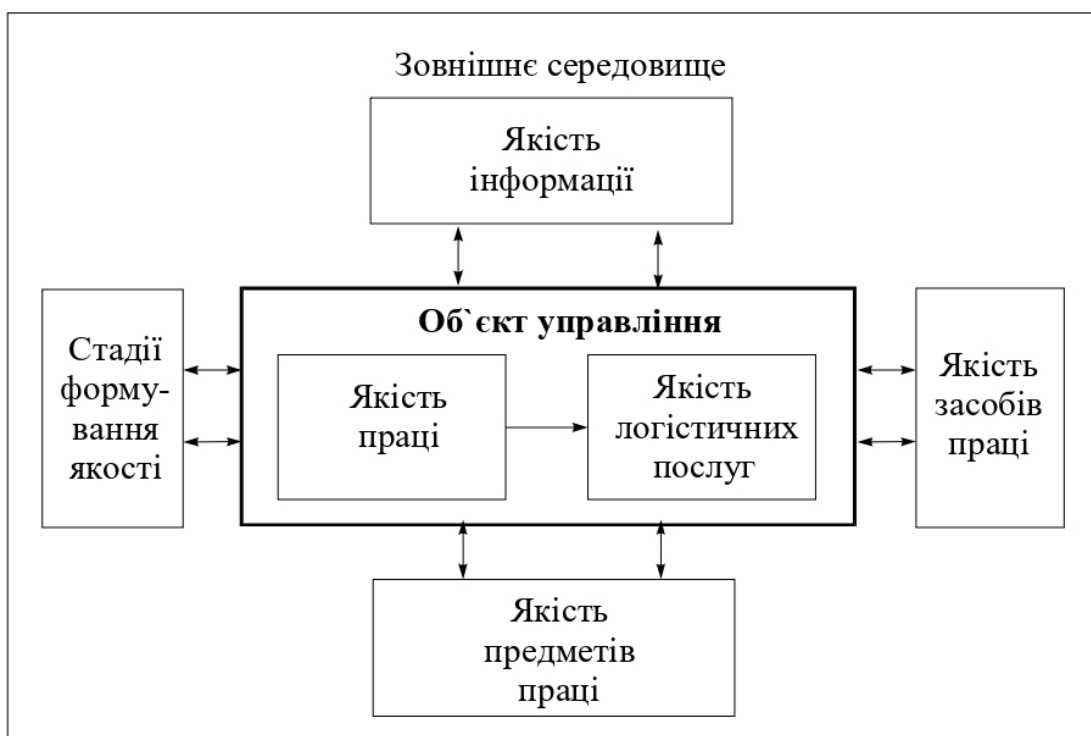 Зовнішнє середовище
Якість
інформації
Об`єкт управління
Стадії
форму-
вання
якості
Якість
праці
Якість
логістичних
послуг
Якість
засобів
праці
Якість
предметів
праці